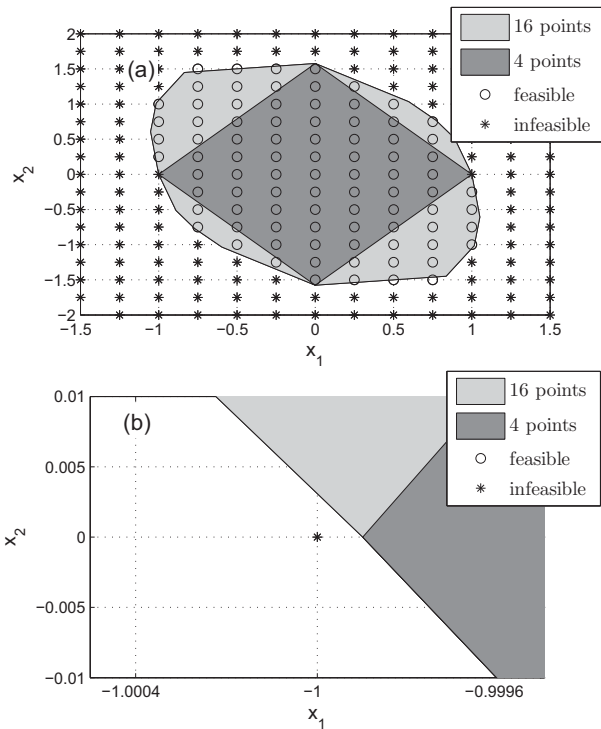 (a)
2
1.5
1
0.5
0
−0.5
−1
−1.5
−2
x2
−1.5 −1 −0.5 0 0.5 1 1.5
x1
16 points
4 points
feasible
infeasible
(b)
0.01
0.005
0
−0.005
−0.01
x2
−1.0004 −1 −0.9996
x1
16 points
4 points
feasible
infeasible